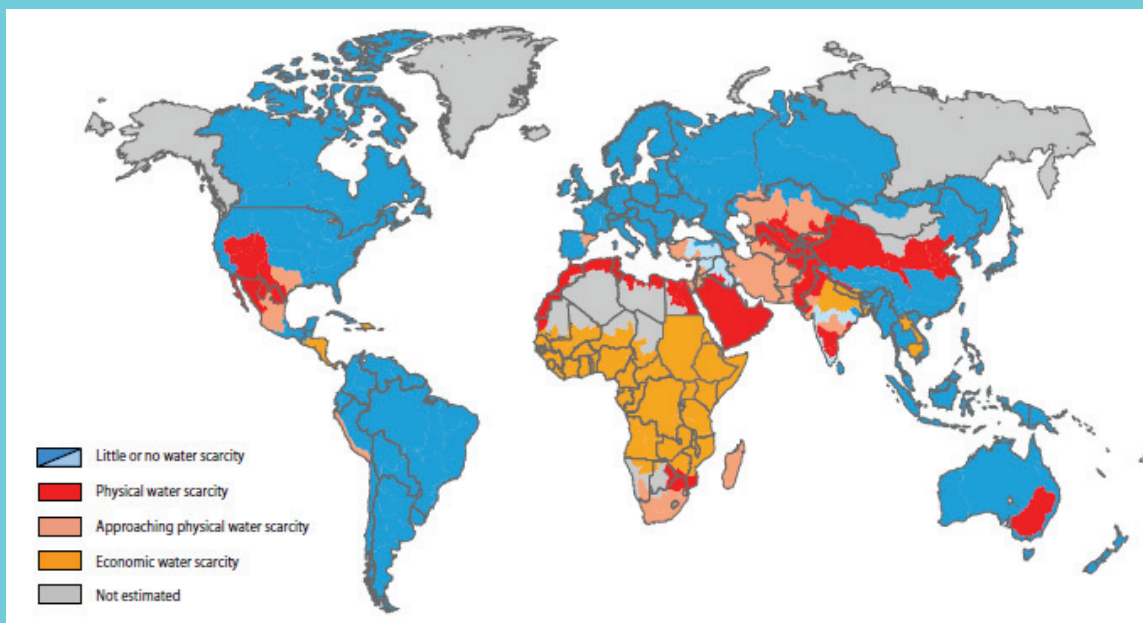 Little or no water scarcity
Physical water scarcity
Approaching physical water scarcity
Economic water scarcity
Not estimated